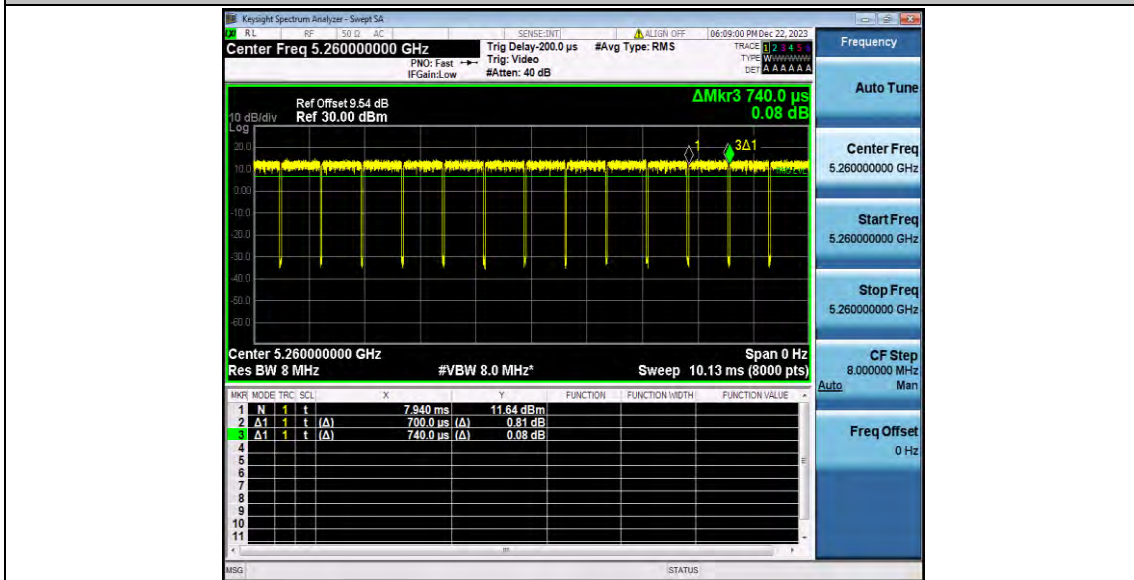 Keysight Spectrum Analyzer - Swept SA
RL RF 50 Ω AC SENSE:INT ALIGN OFF 06:09:00 PM Dec 22, 2023
Center Freq 5.260000000 GHz
PNO: Fast
IFGain:Low
Trig Delay-200.0 µs
Trig: Video
#Atten: 40 dB
#Avg Type: RMS
TRACE 1 2 3 4 5 6
TYPE WWWWWW
DET A A A A A A
Frequency
Auto Tune
Center Freq
5.260000000 GHz
Start Freq
5.260000000 GHz
Stop Freq
5.260000000 GHz
CF Step
8.000000 MHz
Auto Man
Freq Offset
0 Hz
ΔMkr3 740.0 µs
0.08 dB
Ref Offset 9.54 dB
10 dB/div Ref 30.00 dBm
Log
20.0
10.0
0.00
-10.0
-20.0
-30.0
-40.0
-50.0
-60.0
1
3Δ1
Center 5.260000000 GHz Span 0 Hz
Res BW 8 MHz #VBW 8.0 MHz* Sweep 10.13 ms (8000 pts)
MKR MODE TRC SCL X Y FUNCTION FUNCTION WIDTH FUNCTION VALUE
1 N 1 t 7.940 ms 11.64 dBm
2 Δ1 1 t (Δ) 700.0 µs (Δ) 0.81 dB
3 Δ1 1 t (Δ) 740.0 µs (Δ) 0.08 dB
4
5
6
7
8
9
10
11
MSG STATUS